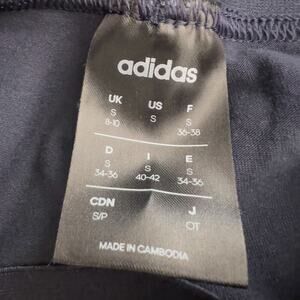 adidas
UK US F
S S S
8-10 36-38
D I E
S S S
34-36 40-42 34-36
CDN J
S/P OT
MADE IN CAMBODIA